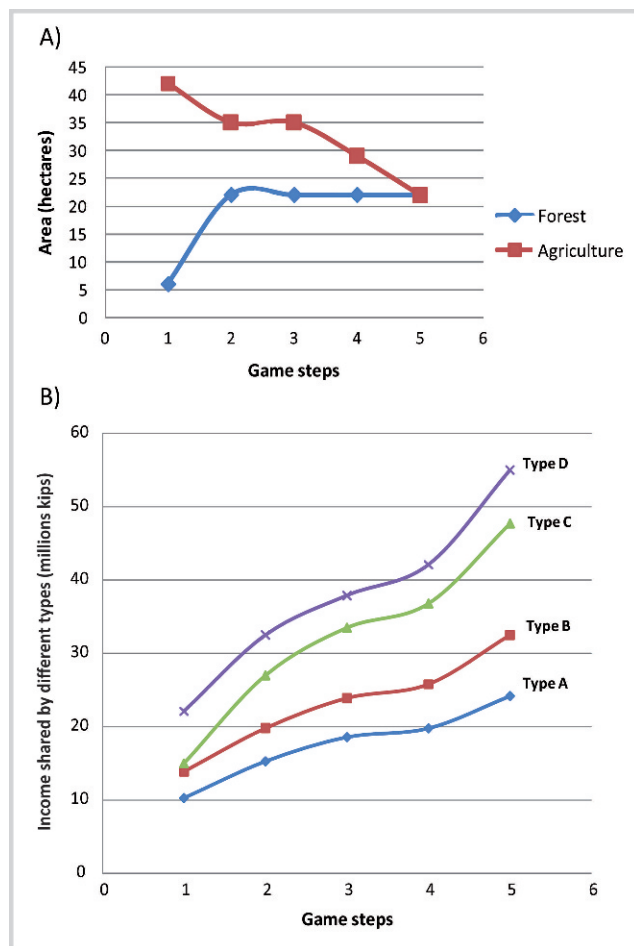 A)
45
40
35
30
25
20
15
10
5
0
Area (hectares)
0 1 2 3 4 5 6
Game steps
Forest
Agriculture
B)
60
50
40
30
20
10
0
Income shared by different types (millions kips)
Type D
Type C
Type B
Type A
0 1 2 3 4 5 6
Game steps